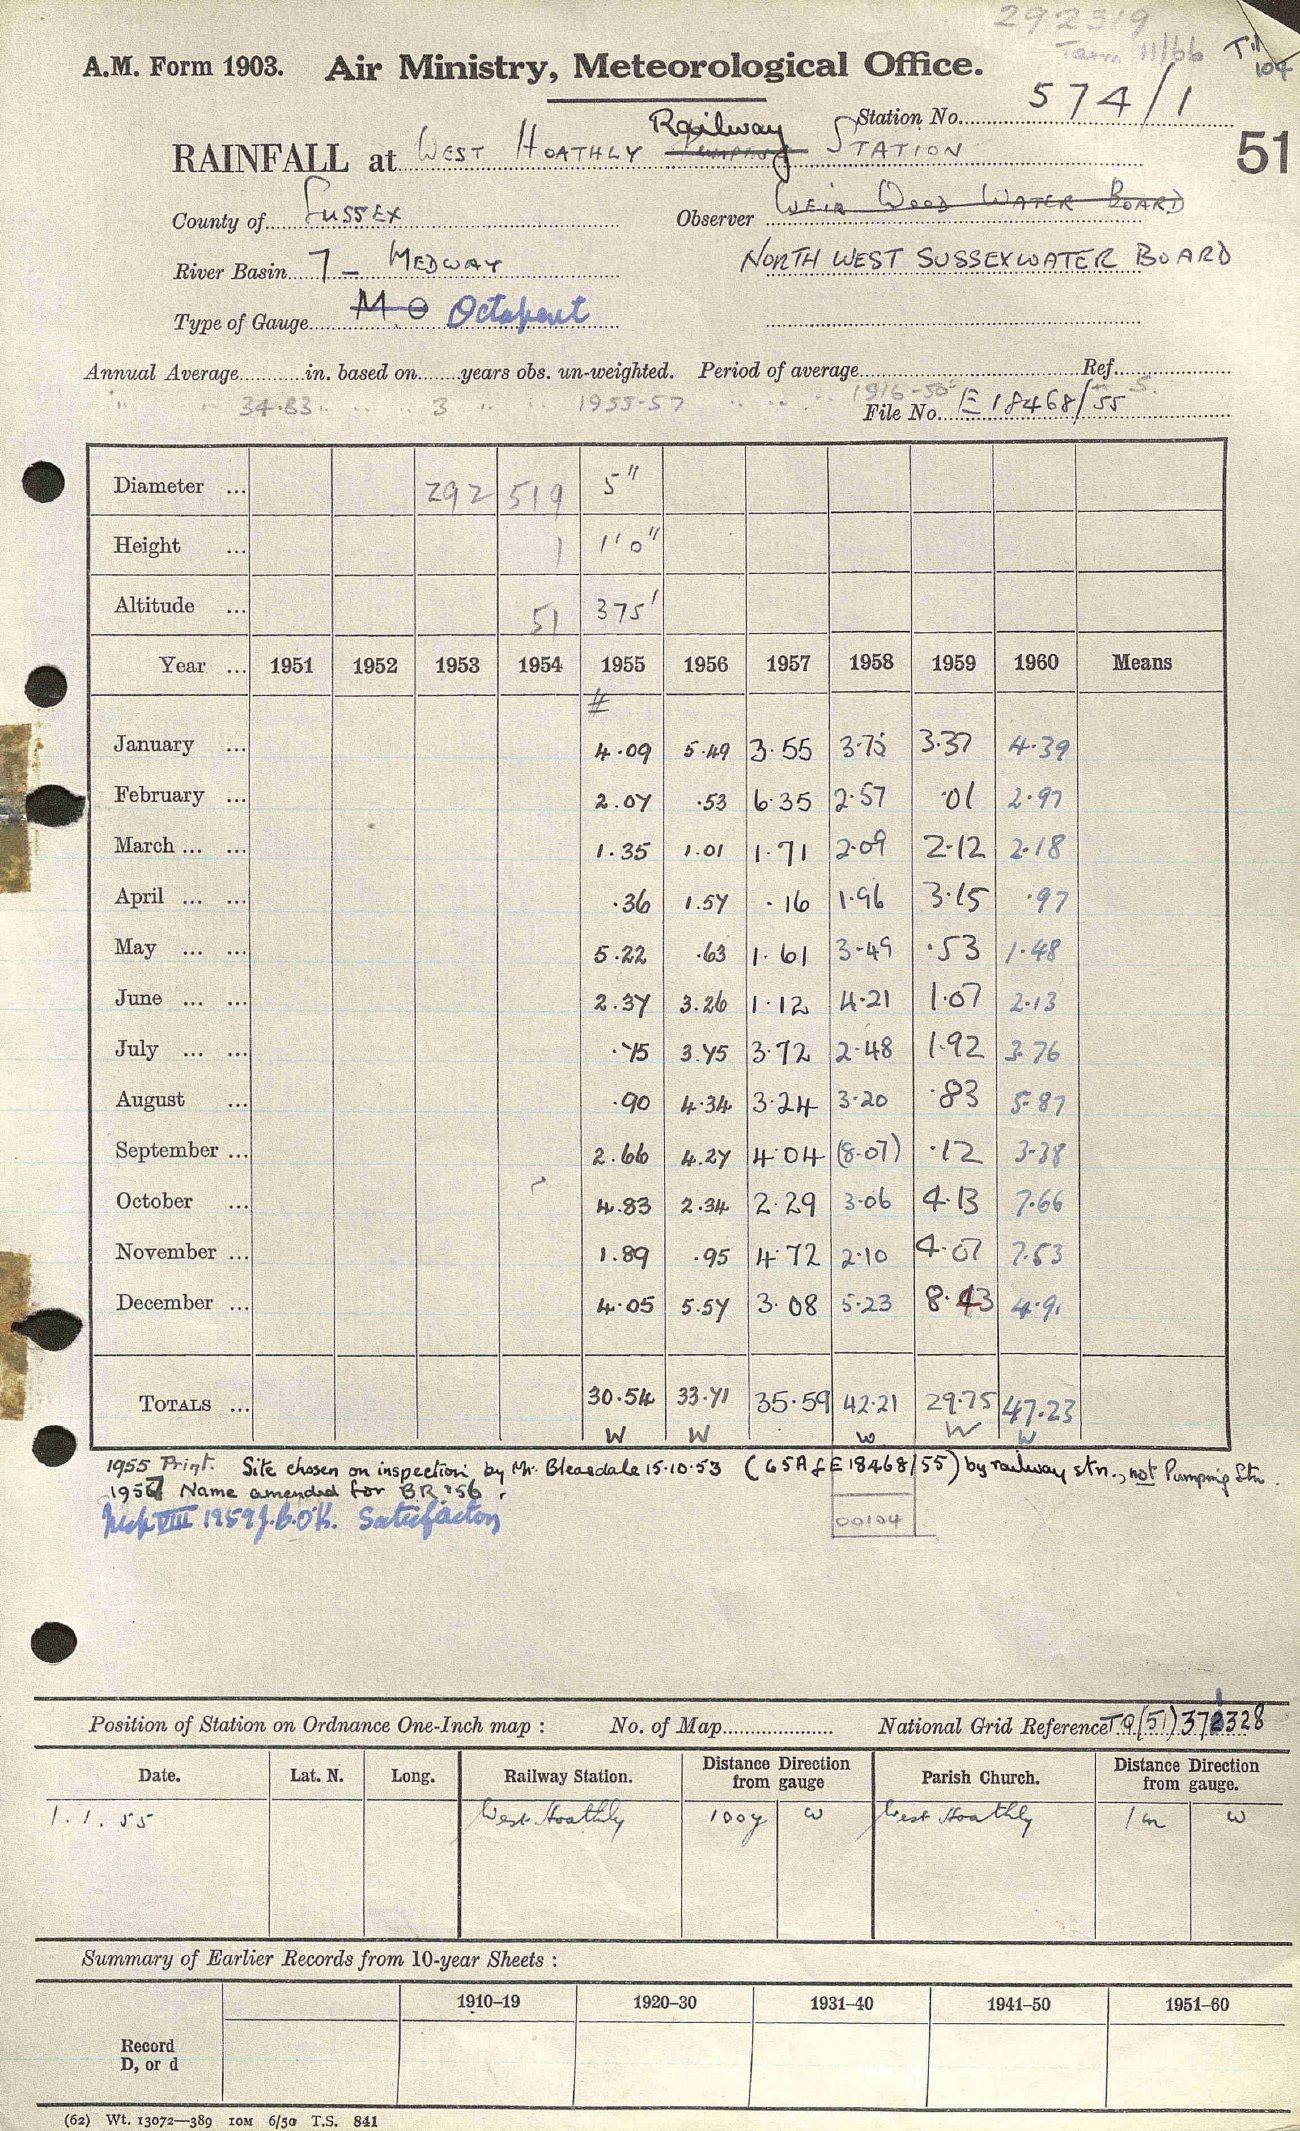 292519
Term 11/66
T"
104
A.M. Form 1903. Air Ministry, Meteorological Office.
Station No. 574/1
51
Railway
RAINFALL at West Hoathly Pumping Station
County of Sussex Observer Weir Wood Water Board
River Basin 7 - Medway North West Sussex Water Board
Type of Gauge M.O Octapent
Annual Average in. based on years obs. un-weighted. Period of average Ref.
" " 34.83 " " 3 " " 1955-57 " " " " 1916-50
File No. E 18468/55
Diameter ... 292 519 5"
Height ... 1 1'0"
Altitude ... 51 375'
Year ... 1951 1952 1953 1954 1955 1956 1957 1958 1959 1960 Means
#
January ... 4.09 5.49 3.55 3.75 3.37 4.39
February ... 2.07 .53 6.35 2.57 .01 2.97
March ... ... 1.35 1.01 1.71 2.09 2.12 2.18
April ... ... .36 1.57 .16 1.96 3.15 .97
May ... ... 5.22 .63 1.61 3.49 .53 1.48
June ... ... 2.37 3.26 1.12 4.21 1.07 2.13
July ... ... .75 3.75 3.72 2.48 1.92 3.76
August ... .90 4.34 3.24 3.20 .83 5.87
September ... 2.66 4.27 4.04 (8.07) .12 3.38
October ... 4.83 2.34 2.29 3.06 4.13 7.66
November ... 1.89 .95 4.72 2.10 4.07 7.53
December ... 4.05 5.57 3.08 5.23 8.43 4.91
Totals ... 30.54 33.71 35.59 42.21 29.75 47.23
W W W W W
1955 Print. Site chosen on inspection by Mr. Bleasdale 15.10.53 (65A of E 18468/55) by railway stn., not Pumping Stn.
1957 Name amended for BR '56.
Insp VIII 1959 J.G.O'K. Satisfactory
00104
Position of Station on Ordnance One-Inch map : No. of Map National Grid Reference TQ(51)371328
Date. Lat. N. Long. Railway Station. Distance from gauge Direction Parish Church. Distance from gauge. Direction
1.1.55 West Hoathly 100y W West Hoathly 1m W
Summary of Earlier Records from 10-year Sheets :
1910–19 1920–30 1931–40 1941–50 1951–60
Record
D, or d
(62) Wt. 13072—389 10M 6/50 T.S. 841